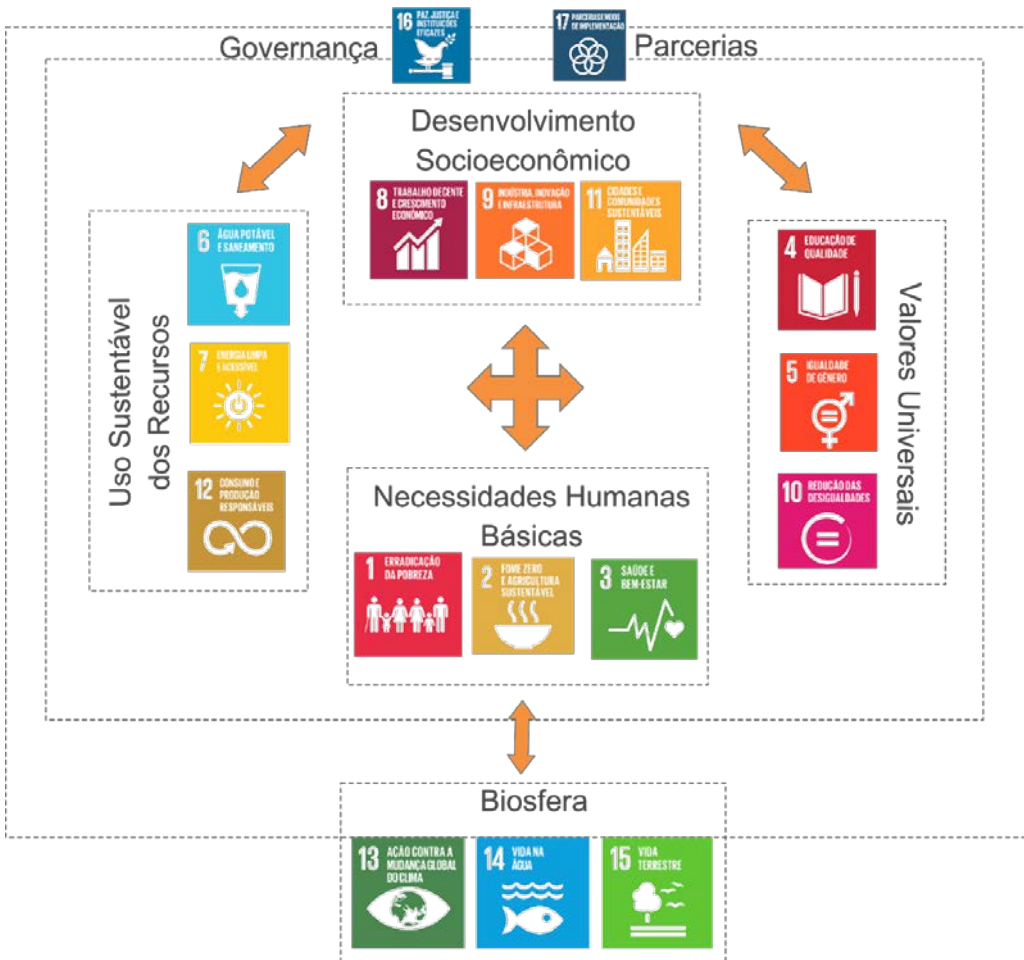 Governança
16 PAZ, JUSTIÇA E
INSTITUIÇÕES
EFICAZES
17 PARCERIAS E MEIOS
DE IMPLEMENTAÇÃO
Parcerias
Desenvolvimento
Socioeconômico
8 TRABALHO DECENTE
E CRESCIMENTO
ECONÔMICO
9 INDÚSTRIA, INOVAÇÃO
E INFRAESTRUTURA
11 CIDADES E
COMUNIDADES
SUSTENTÁVEIS
Uso Sustentável
dos Recursos
6 ÁGUA POTÁVEL
E SANEAMENTO
7 ENERGIA LIMPA
E ACESSÍVEL
12 CONSUMO E
PRODUÇÃO
RESPONSÁVEIS
4 EDUCAÇÃO DE
QUALIDADE
5 IGUALDADE
DE GÊNERO
10 REDUÇÃO DAS
DESIGUALDADES
Valores Universais
Necessidades Humanas
Básicas
1 ERRADICAÇÃO
DA POBREZA
2 FOME ZERO
E AGRICULTURA
SUSTENTÁVEL
3 SAÚDE E
BEM-ESTAR
Biosfera
13 AÇÃO CONTRA A
MUDANÇA GLOBAL
DO CLIMA
14 VIDA NA
ÁGUA
15 VIDA
TERRESTRE